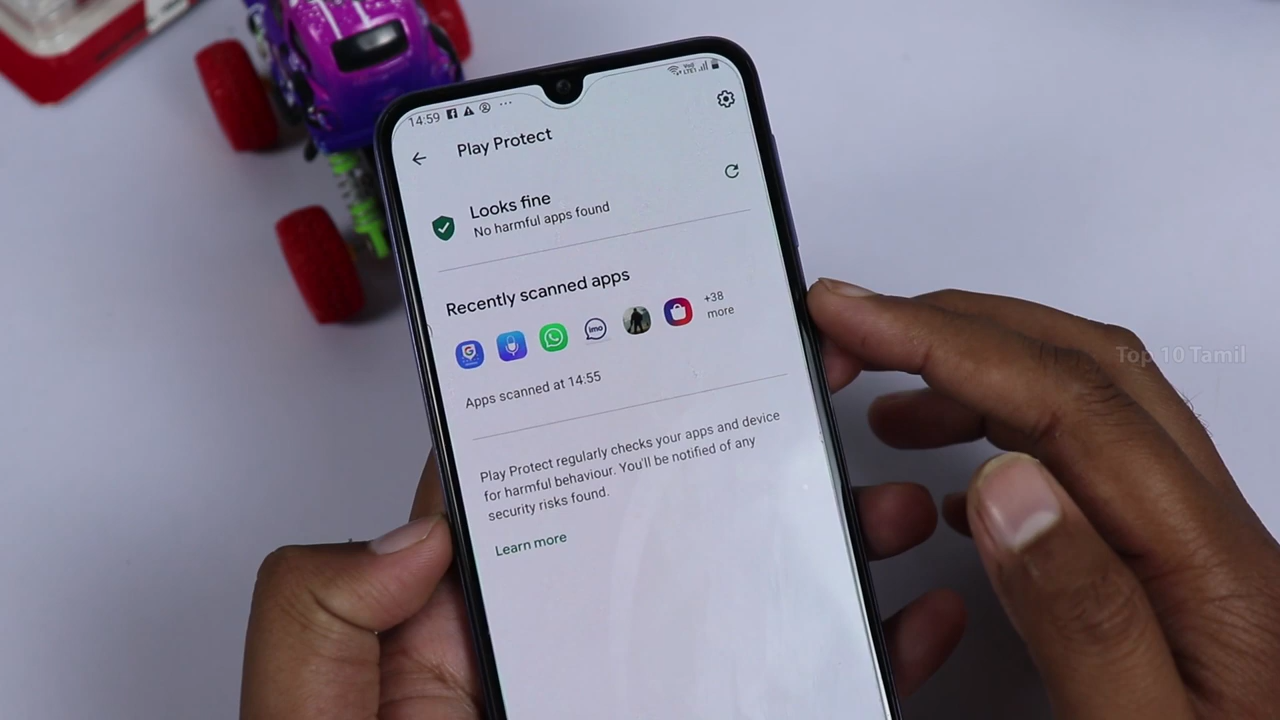 14:59
Play Protect
Looks fine
No harmful apps found
Recently scanned apps
imo
+38
more
Apps scanned at 14:55
Play Protect regularly checks your apps and device
for harmful behaviour. You'll be notified of any
security risks found.
Learn more
Top 10 Tamil